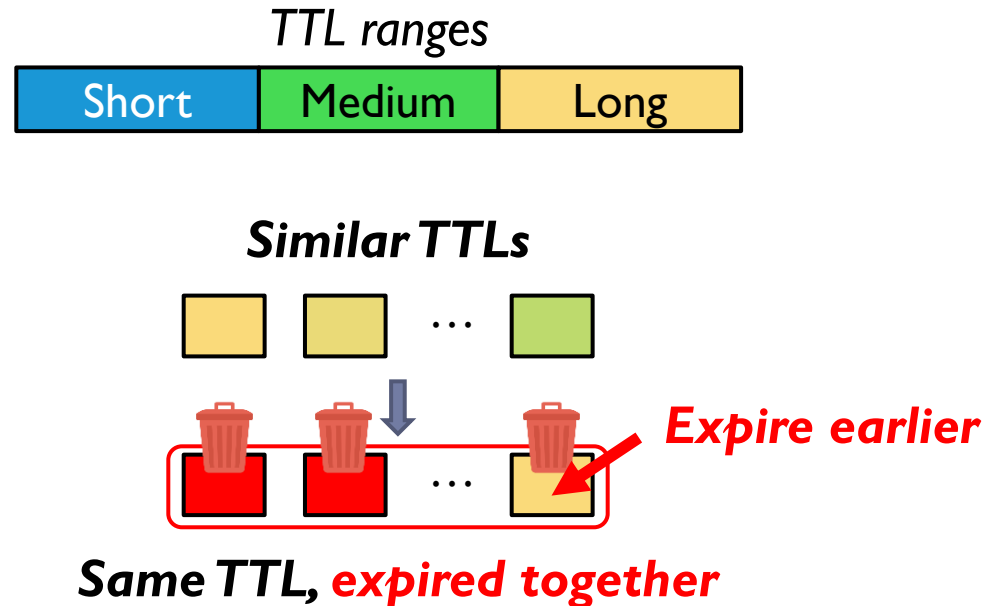 TTL ranges
Short Medium Long
Similar TTLs
...
Expire earlier
...
Same TTL, expired together